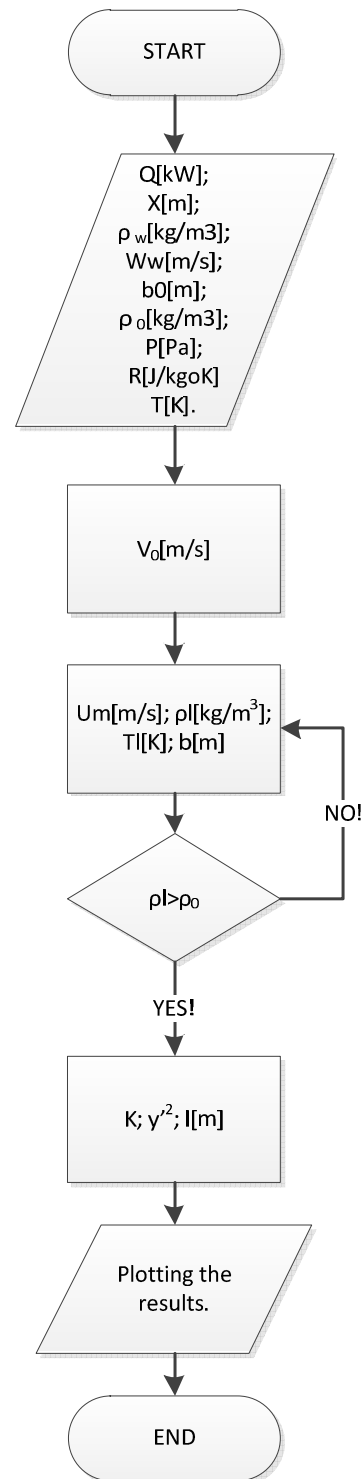 START
Q[kW];
X[m];
ρ w[kg/m3];
Ww[m/s];
b0[m];
ρ ₀[kg/m3];
P[Pa];
R[J/kgoK]
T[K].
V₀[m/s]
Um[m/s]; ρl[kg/m³];
Tl[K]; b[m]
NO!
ρl>ρ₀
YES!
K; y'²; l[m]
Plotting the
results.
END